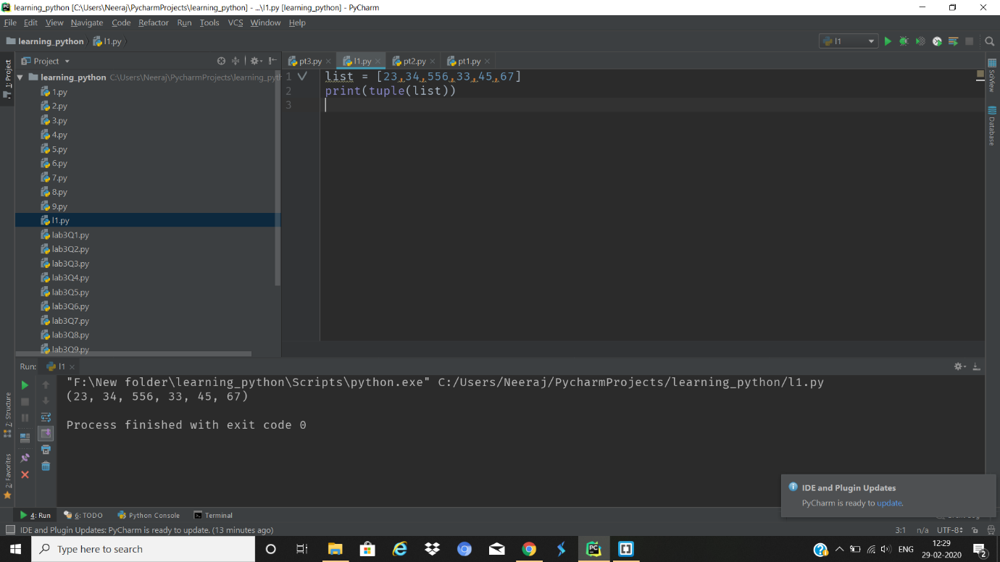 learning_python [C:\Users\Neeraj\PycharmProjects\learning_python] - ...\l1.py [learning_python] - PyCharm
File Edit View Navigate Code Refactor Run Tools VCS Window Help
learning_python l1.py l1
1: Project
Project
pt3.py l1.py pt2.py pt1.py
learning_python C:\Users\Neeraj\PycharmProjects\learning_pyth
1.py
2.py
3.py
4.py
5.py
6.py
7.py
8.py
9.py
l1.py
lab3Q1.py
lab3Q2.py
lab3Q3.py
lab3Q4.py
lab3Q5.py
lab3Q6.py
lab3Q7.py
lab3Q8.py
lab3Q9.py
1 list = [23,34,556,33,45,67]
2 print(tuple(list))
3
SciView
Database
Run: l1
"F:\New folder\learning_python\Scripts\python.exe" C:/Users/Neeraj/PycharmProjects/learning_python/l1.py
(23, 34, 556, 33, 45, 67)
Process finished with exit code 0
7: Structure
2: Favorites
IDE and Plugin Updates
PyCharm is ready to update.
4: Run 6: TODO Python Console Terminal
IDE and Plugin Updates: PyCharm is ready to update. (13 minutes ago) 3:1 n/a UTF-8
Type here to search
ENG
12:29
29-02-2020
2